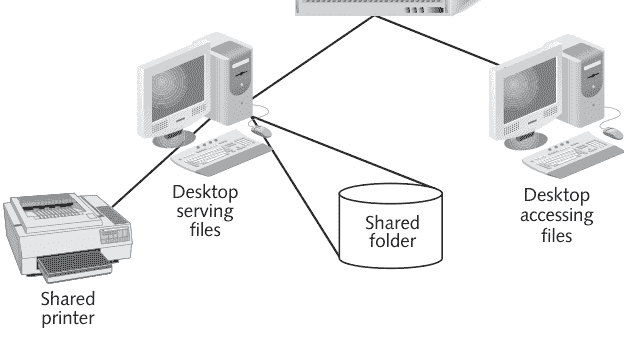 Desktop
serving
files
Shared
folder
Desktop
accessing
files
Shared
printer